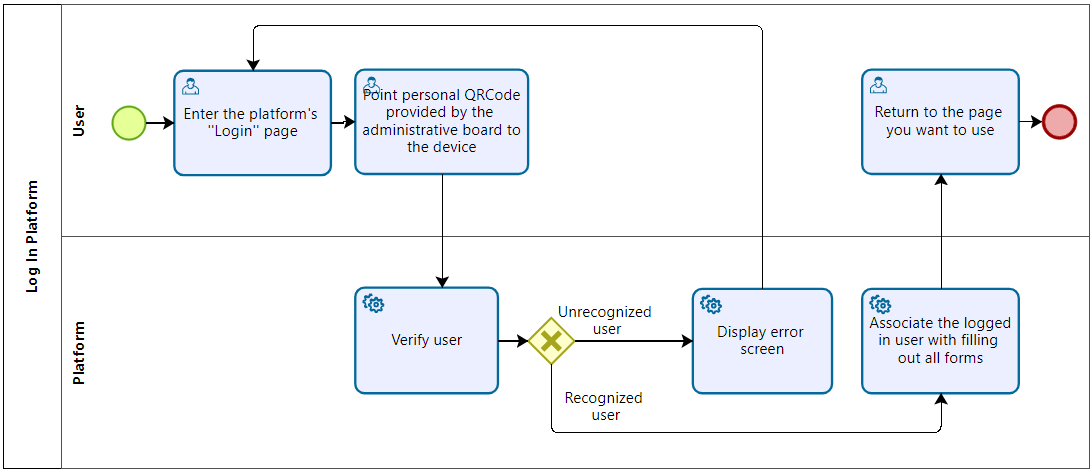 Log In Platform
User
Enter the platform's
"Login" page
Point personal QRCode
provided by the
administrative board to
the device
Return to the page
you want to use
Platform
Verify user
Unrecognized
user
Recognized
user
Display error
screen
Associate the logged
in user with filling
out all forms